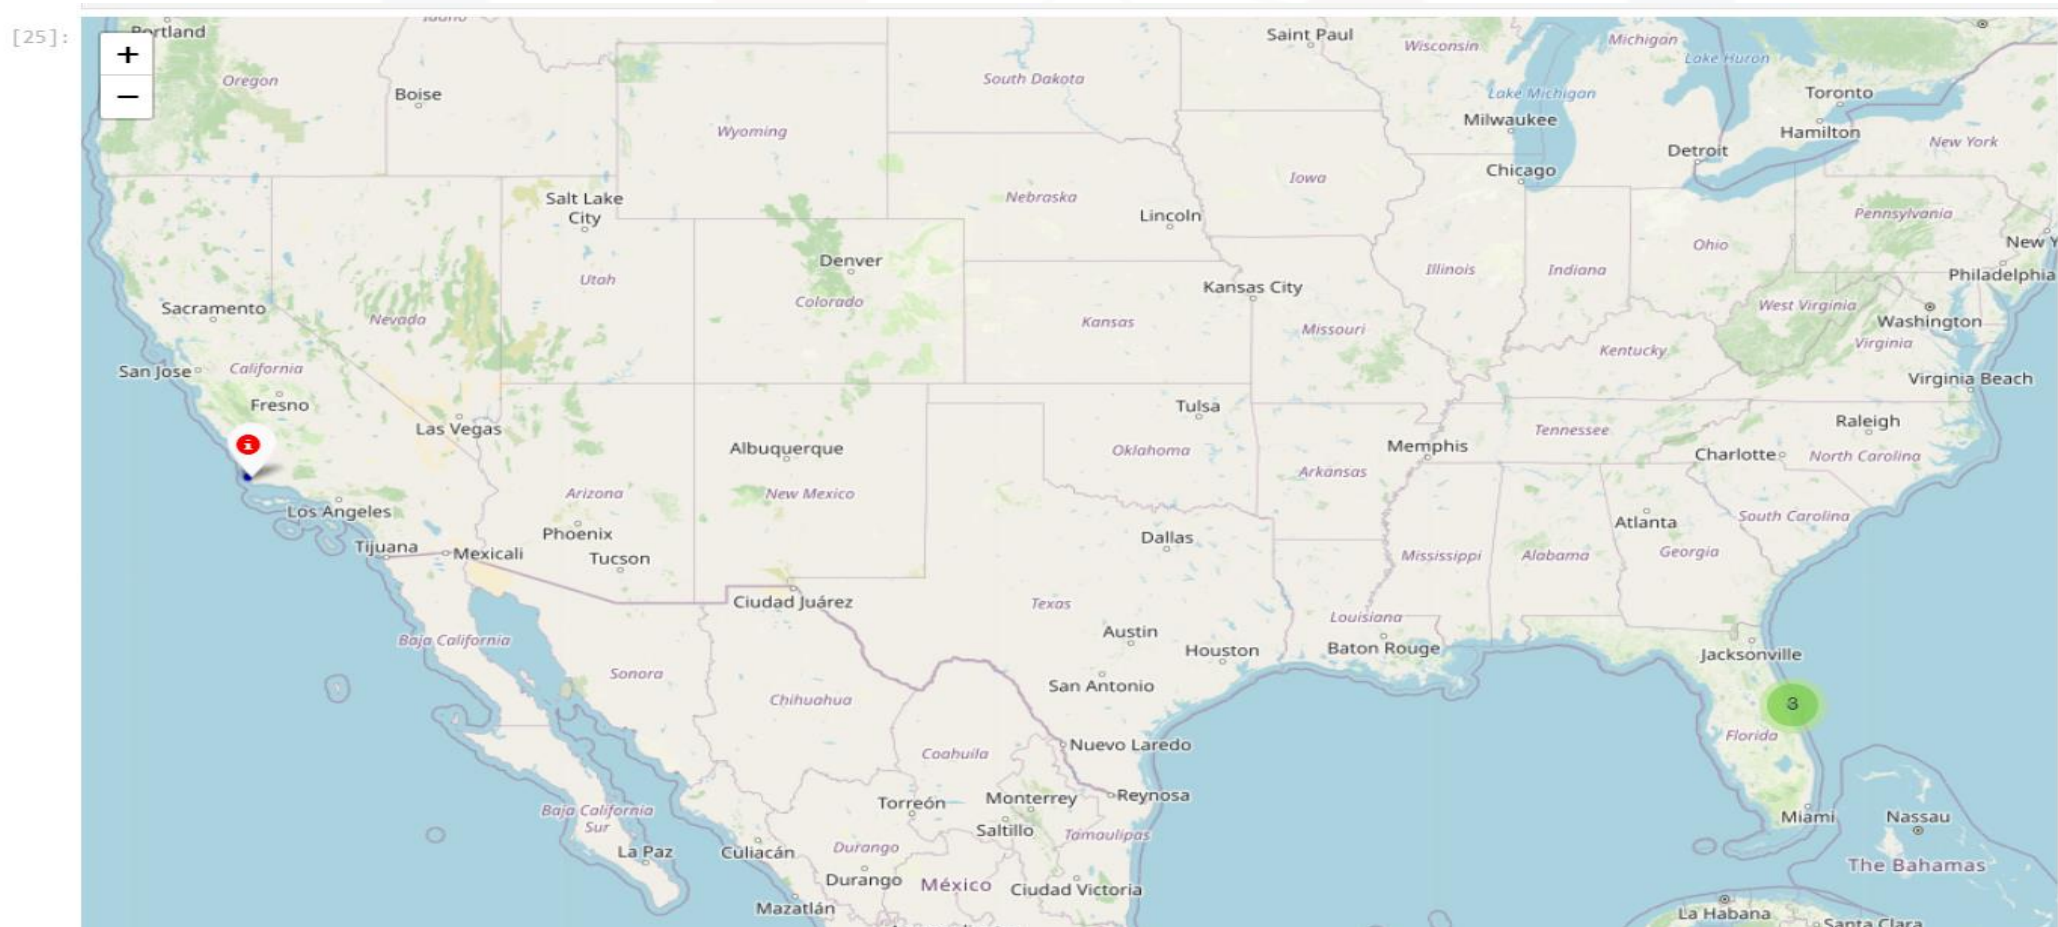 [25]:
Portland
Idaho
+
−
Oregon
Boise
Wyoming
South Dakota
Saint Paul
Wisconsin
Michigan
Lake Huron
Lake Michigan
Milwaukee
Toronto
Hamilton
New York
Detroit
Chicago
Iowa
Nebraska
Lincoln
Salt Lake
City
Pennsylvania
New Y
Philadelphia
Ohio
Indiana
Illinois
Denver
Colorado
Utah
Kansas City
Kansas
Missouri
West Virginia
Washington
Virginia
Kentucky
Sacramento
Nevada
San Jose
California
Fresno
Virginia Beach
Las Vegas
Tulsa
Raleigh
Tennessee
Albuquerque
Oklahoma
Memphis
Charlotte
North Carolina
i
Arkansas
Arizona
New Mexico
Los Angeles
South Carolina
Atlanta
Phoenix
Dallas
Tijuana
Mexicali
Tucson
Mississippi
Alabama
Georgia
Ciudad Juárez
Texas
Louisiana
Austin
Baja California
Houston
Baton Rouge
Jacksonville
Sonora
San Antonio
Chihuahua
3
Florida
Nuevo Laredo
Coahuila
Reynosa
Torreón
Monterrey
Saltillo
Tamaulipas
Baja California
Sur
Miami
Nassau
La Paz
Culiacán
Durango
Durango
México
Ciudad Victoria
The Bahamas
Mazatlán
La Habana
Santa Clara